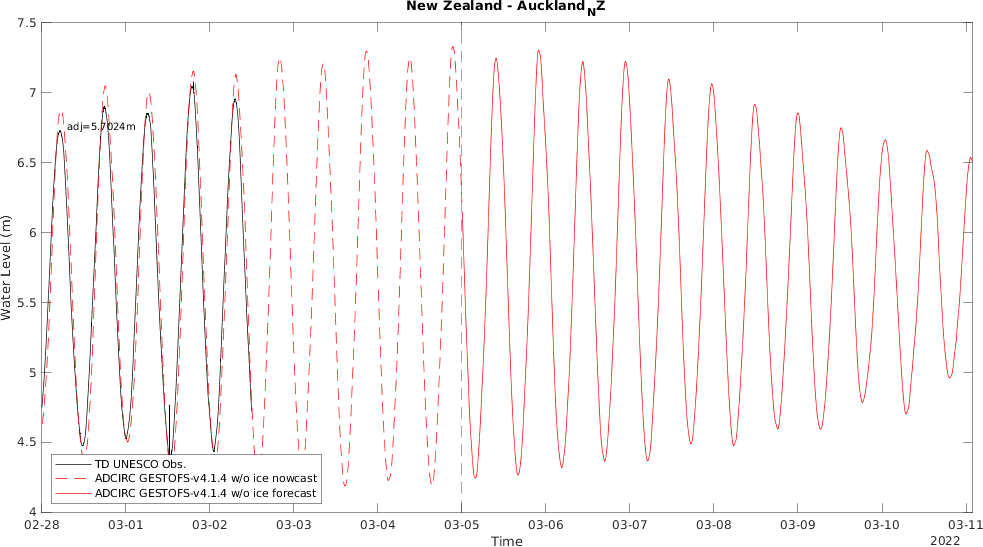 New Zealand - Auckland_NZ
7.5
7
6.5
6
5.5
5
4.5
4
Water Level (m)
adj=5.7024m
TD UNESCO Obs.
ADCIRC GESTOFS-v4.1.4 w/o ice nowcast
ADCIRC GESTOFS-v4.1.4 w/o ice forecast
02-28 03-01 03-02 03-03 03-04 03-05 03-06 03-07 03-08 03-09 03-10 03-11
Time
2022